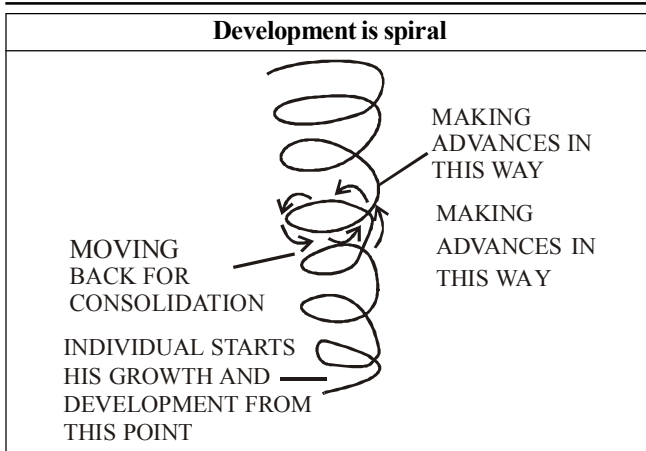 Development is spiral
MAKING
ADVANCES IN
THIS WAY
MAKING
ADVANCES IN
THIS WAY
MOVING
BACK FOR
CONSOLIDATION
INDIVIDUAL STARTS
HIS GROWTH AND
DEVELOPMENT FROM
THIS POINT